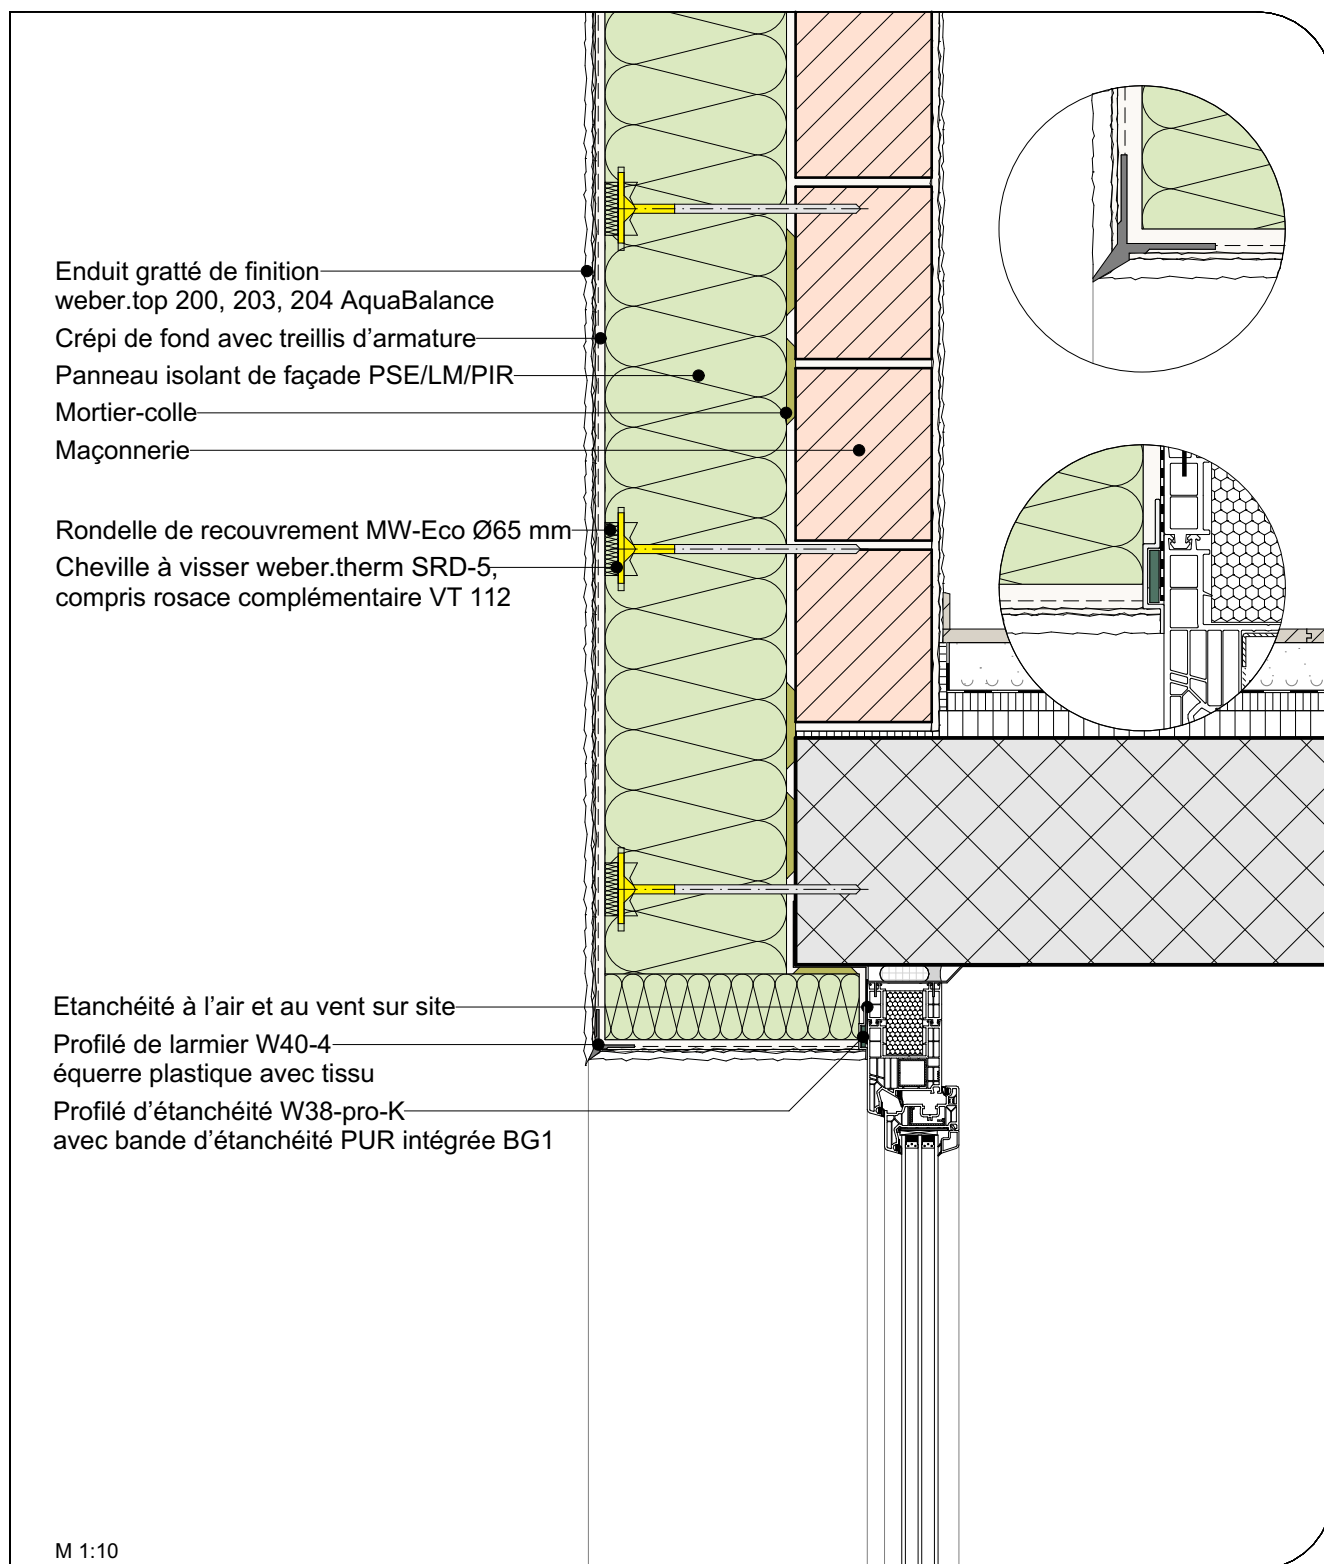 Enduit gratté de finition
weber.top 200, 203, 204 AquaBalance
Crépi de fond avec treillis d’armature
Panneau isolant de façade PSE/LM/PIR
Mortier-colle
Maçonnerie
Rondelle de recouvrement MW-Eco Ø65 mm
Cheville à visser weber.therm SRD-5,
compris rosace complémentaire VT 112
Etanchéité à l’air et au vent sur site
Profilé de larmier W40-4
équerre plastique avec tissu
Profilé d’étanchéité W38-pro-K
avec bande d’étanchéité PUR intégrée BG1
M 1:10